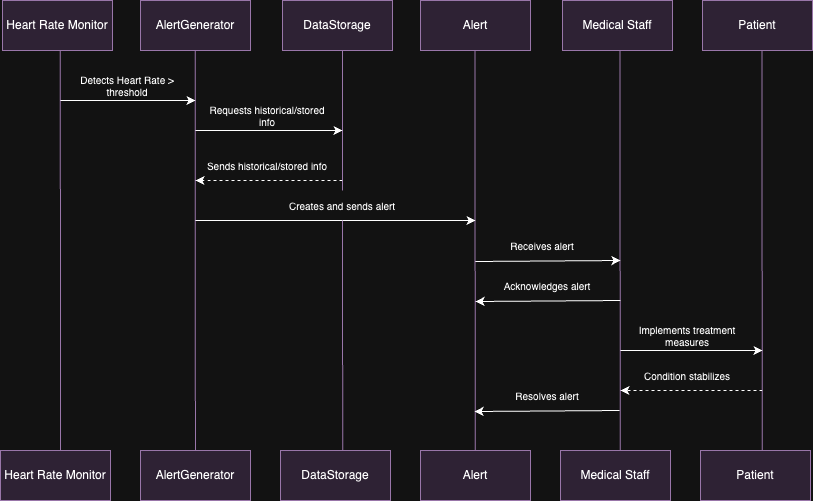 Heart Rate Monitor
AlertGenerator
DataStorage
Alert
Medical Staff
Patient
Detects Heart Rate >
threshold
Requests historical/stored
info
Sends historical/stored info
Creates and sends alert
Receives alert
Acknowledges alert
Implements treatment
measures
Condition stabilizes
Resolves alert
Heart Rate Monitor
AlertGenerator
DataStorage
Alert
Medical Staff
Patient